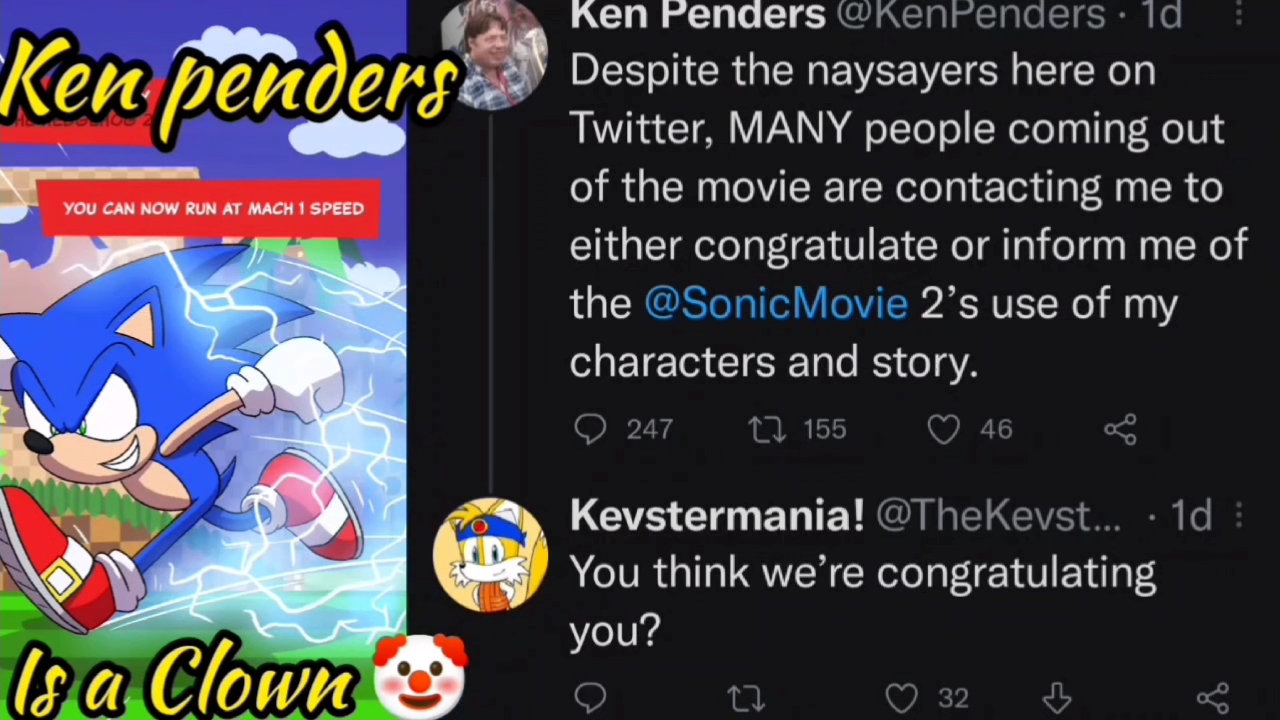 Ken penders
YOU CAN NOW RUN AT MACH 1 SPEED
Is a Clown 🤡
Ken Penders @KenPenders · 1d
Despite the naysayers here on
Twitter, MANY people coming out
of the movie are contacting me to
either congratulate or inform me of
the @SonicMovie 2’s use of my
characters and story.
247 155 46
Kevstermania! @TheKevst... · 1d
You think we’re congratulating
you?
32